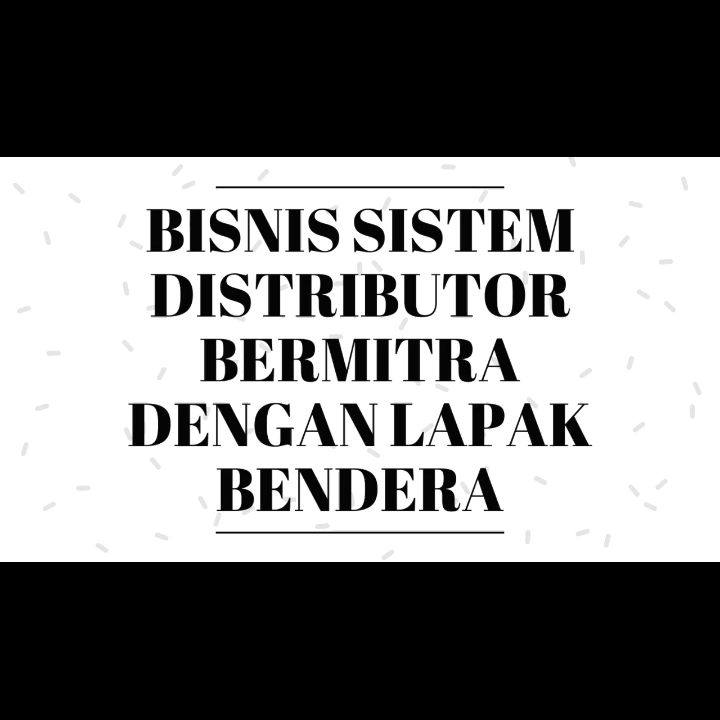 BISNIS SISTEM
DISTRIBUTOR
BERMITRA
DENGAN LAPAK
BENDERA